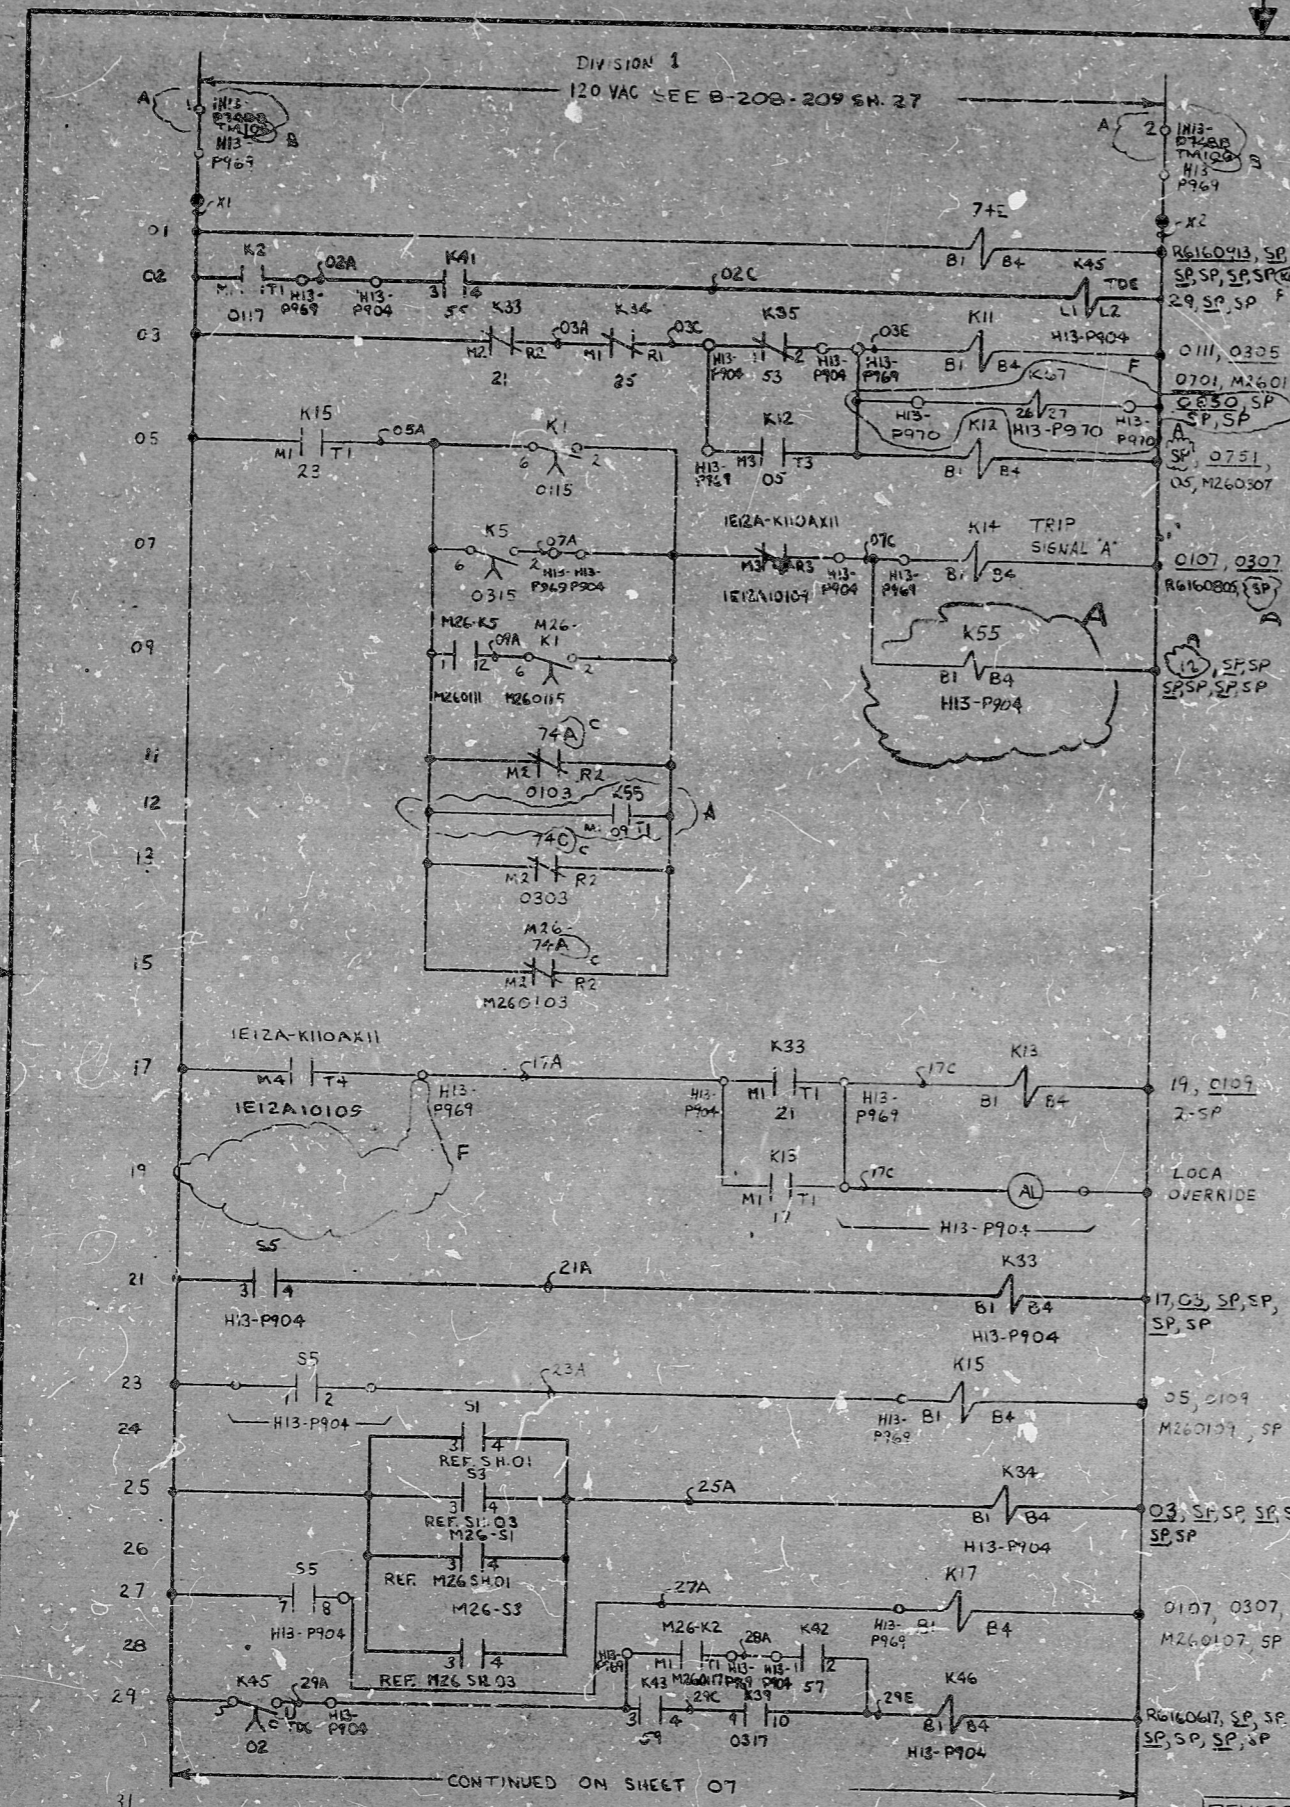 DIVISION 1
120 VAC SEE B-208-209 SH. 27
A
1
H13-
P969
B
A
2
1H13-
H13
P969
B
X1
X2
01
74E
B1 B4
R6160913, SP
SP, SP, SP, SP
29, SP, SP
F
02
K2
T1
0117
H13-
P969
02A
H13-
P904
K41
3 4
02C
K45
TDE
L1 L2
H13-P904
03
K33
M2 R2
21
03A
K34
M1 R1
25
03C
H13-
P904
K35
1 2
53
H13-
P904
03E
H13-
P969
K11
B1 B4
0111, 0305
0701, M2601
F
H13-
P970
26 27
H13-P970
H13-
P970
SP
SP, SP
05
K15
M1 T1
23
05A
K1
6 2
0115
H13-
P969
K12
M3 T3
05
K12
B1 B4
A
SP, 0751,
05, M260307
07
K5
6 2
0315
07A
H13- H13-
P969 P904
1E12A-K110AX11
M3 R3
1E12A10109
H13-
P904
07C
H13-
P969
K14
B1 B4
TRIP
SIGNAL "A"
0107, 0307
R6160805, SP
A
09
M26-K5
1 2
M260111
09A
M26-
K1
6 2
M260115
K55
B1 B4
H13-P904
A
A
12, SP, SP
SP, SP, SP, SP
11
74A C
M2 R2
0103
12
K55
M1 T1
09
A
13
74C C
M2 R2
0303
15
M26-
74A C
M2 R2
M260103
17
1E12A-K110AX11
M4 T4
1E12A10109
H13-
P969
17A
H13-
P904
K33
M1 T1
21
H13-
P969
17C
K13
B1 B4
19, 0109
2-SP
19
F
K13
M1 T1
17
17C
AL
H13-P904
LOCA
OVERRIDE
21
S5
3 4
H13-P904
21A
K33
B1 B4
H13-P904
17, 03, SP, SP,
SP, SP
23
S5
1 2
H13-P904
23A
H13-
P969
K15
B1 B4
05, 0109
M260109, SP
24
S1
3 4
REF. SH.01
25
S3
3 4
REF. SH.03
25A
K34
B1 B4
H13-P904
03, SP, SP, SP, S
SP, SP
26
M26-S1
3 4
REF. M26 SH.01
27
S5
7 8
H13-P904
M26-S3
27A
H13-
P969
K17
B1 B4
0107, 0307,
M260107, SP
28
3 4
REF. M26 SH.03
H13-
P969
M26-K2
M1 T1
M260117
28A
H13-
P969
H13-
P904
K42
1 2
57
29
K45
02
29A
H13-
P904
K43
3 4
59
29C
K39
9 10
0317
29E
K46
B1 B4
H13-P904
R6160617, SP, SP
SP, SP, SP, SP
CONTINUED ON SHEET 07
31